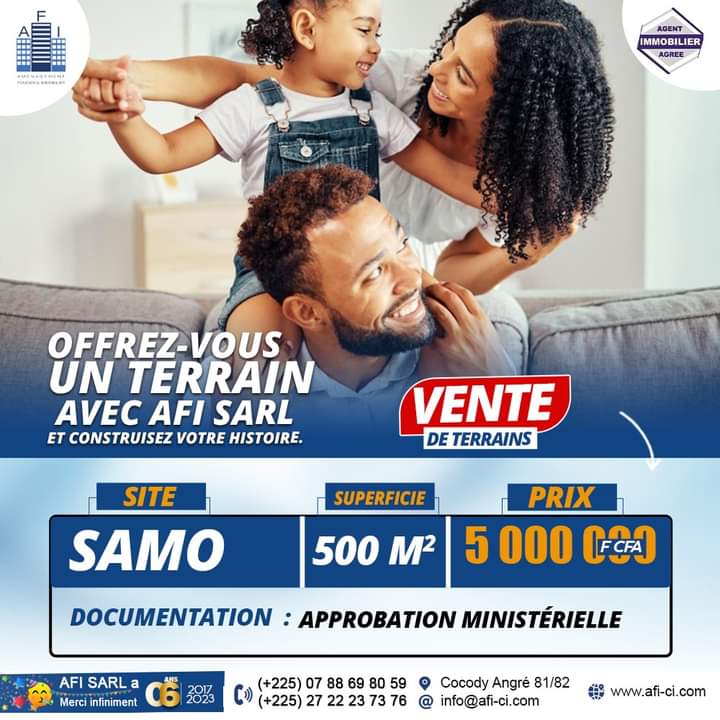 A F I
AMENAGEMENT
AGENT
IMMOBILIER
AGREE
OFFREZ-VOUS
UN TERRAIN
AVEC AFI SARL
ET CONSTRUISEZ VOTRE HISTOIRE.
VENTE
DE TERRAINS
SITE SUPERFICIE PRIX
SAMO 500 M² 5 000 000 F CFA
DOCUMENTATION : APPROBATION MINISTÉRIELLE
AFI SARL a 06 ANS 2017
Merci infiniment 2023
(+225) 07 88 69 80 59 Cocody Angré 81/82
(+225) 27 22 23 73 76 @ info@afi-ci.com
www.afi-ci.com